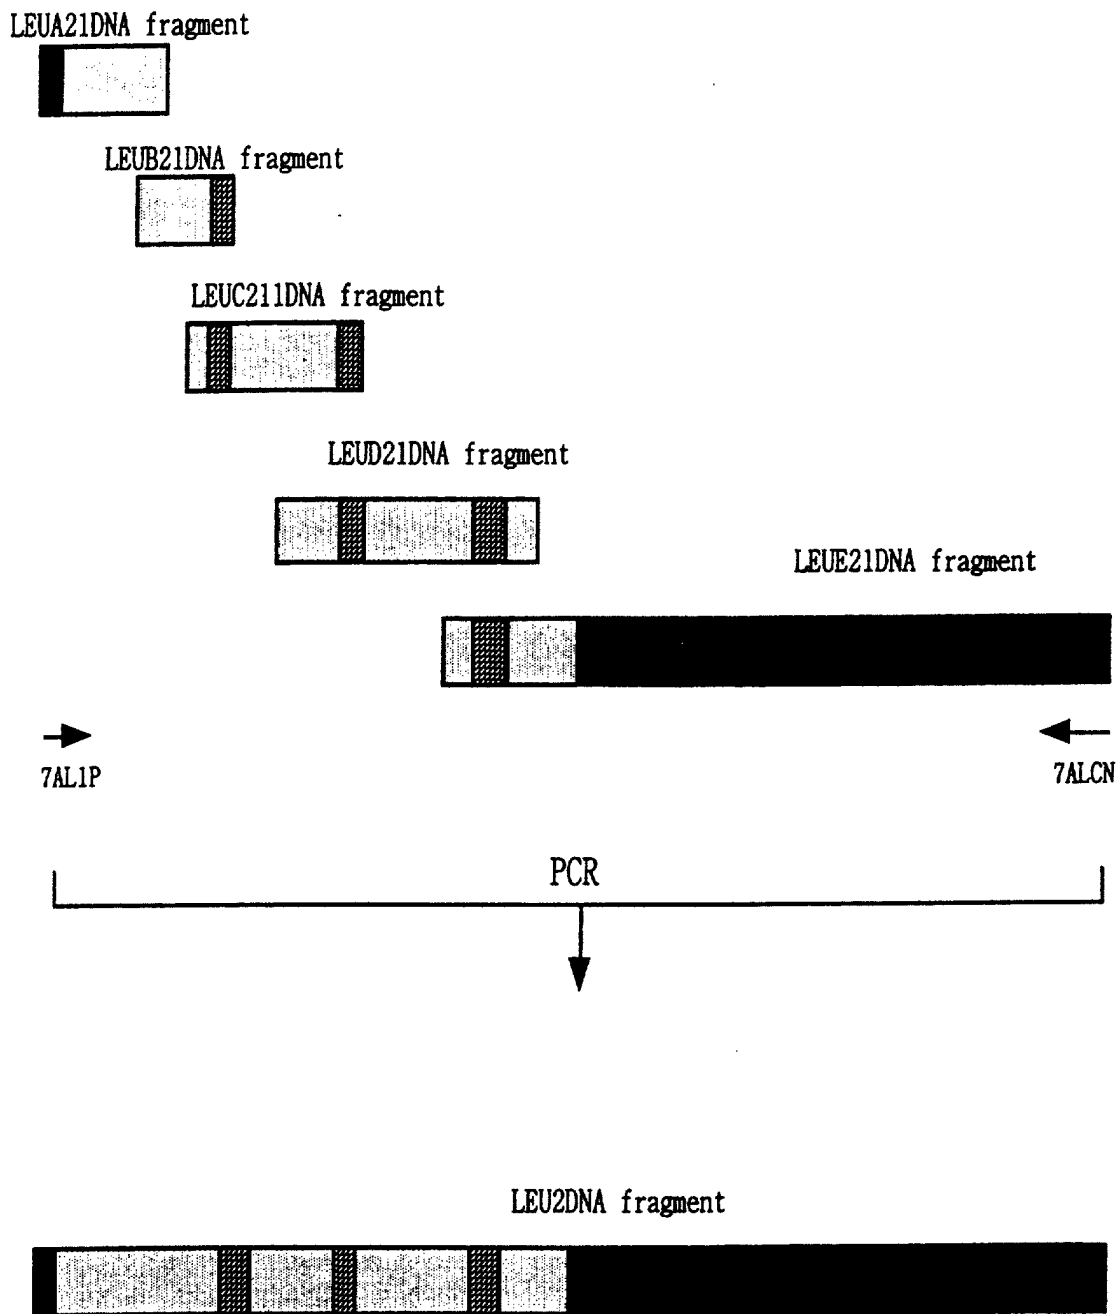 LEUA21DNA fragment
LEUB21DNA fragment
LEUC211DNA fragment
LEUD21DNA fragment
LEUE21DNA fragment
7AL1P
7ALCN
PCR
LEU2DNA fragment